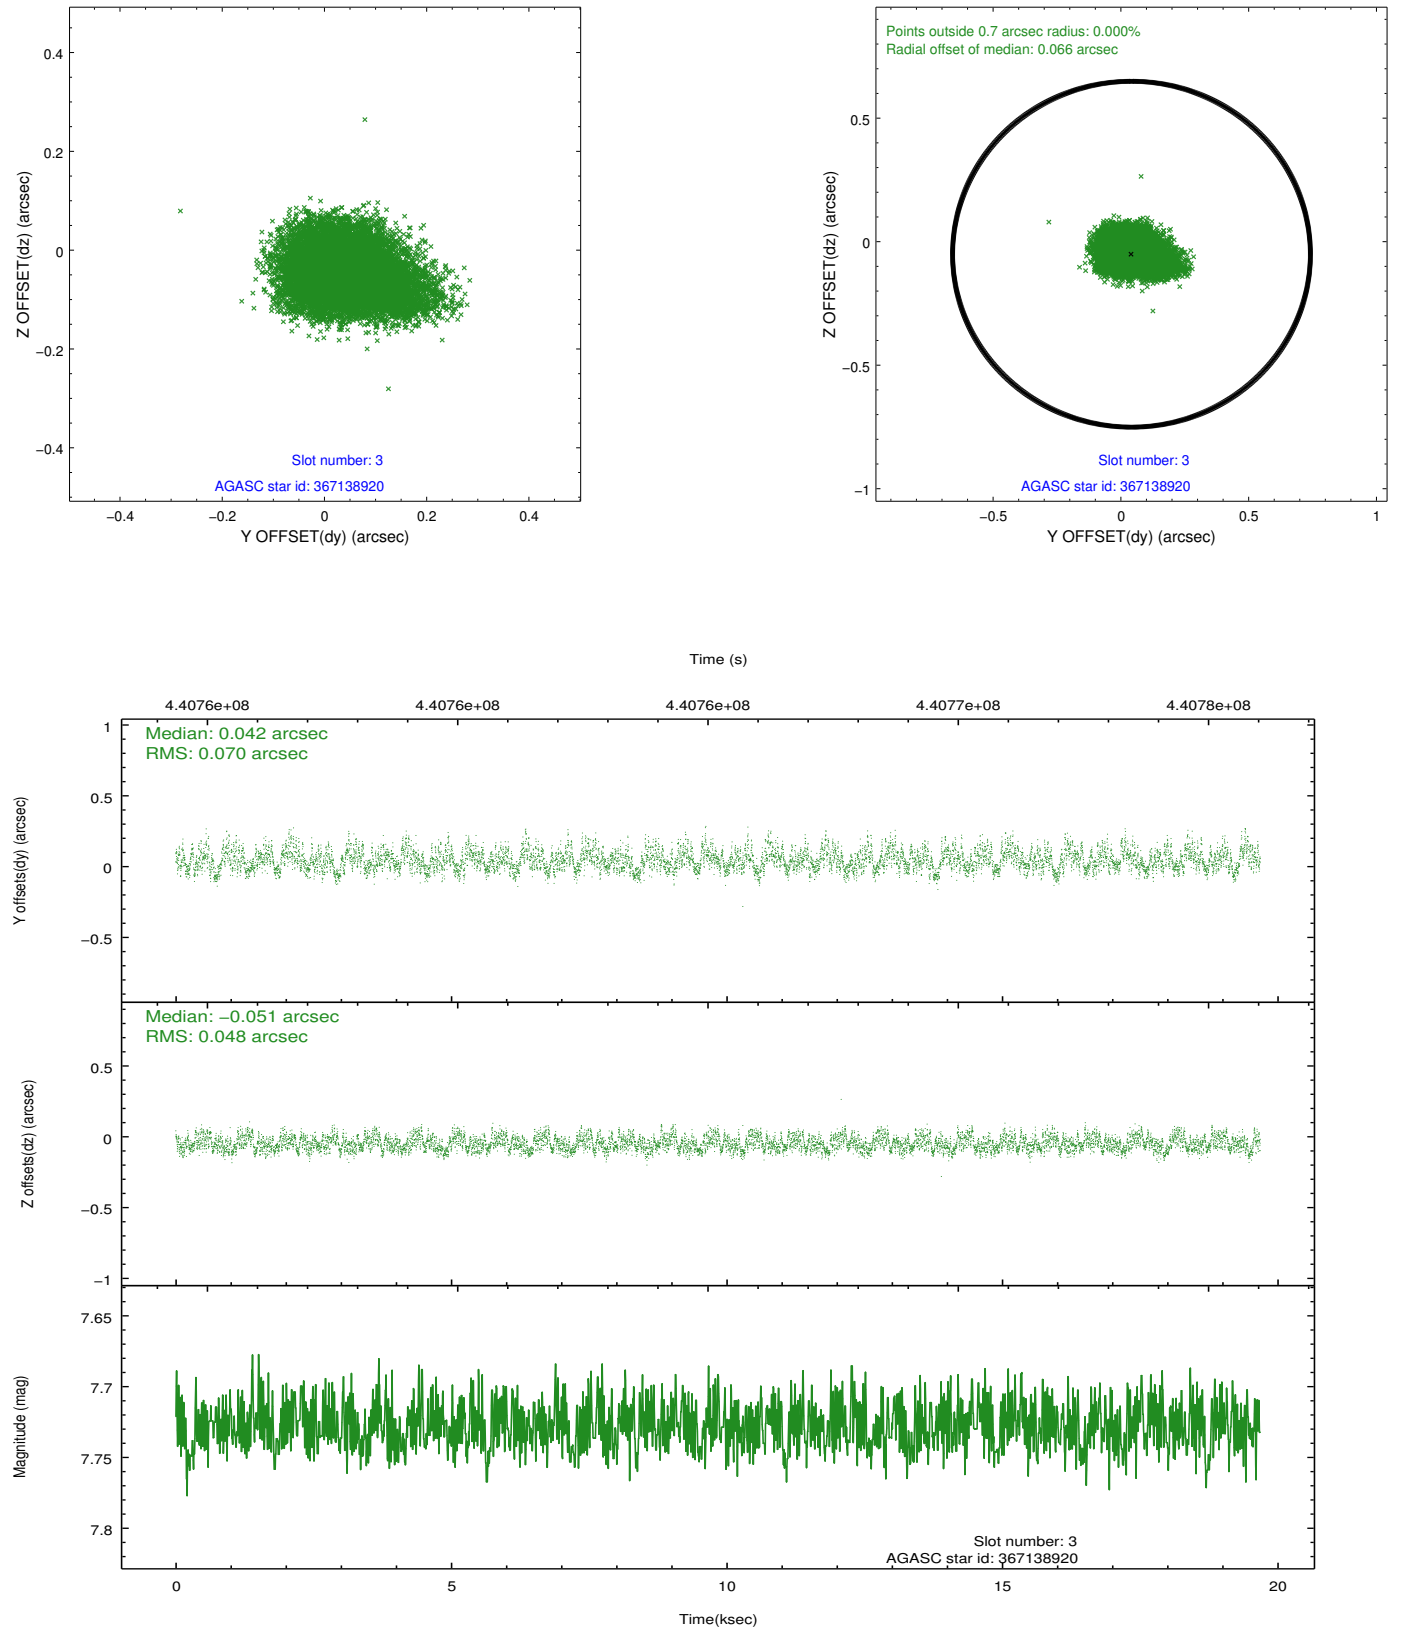 0.4
0.2
0
−0.2
−0.4
Z OFFSET(dz) (arcsec)
Slot number: 3
AGASC star id: 367138920
−0.4
−0.2
0
0.2
0.4
Y OFFSET(dy) (arcsec)
Points outside 0.7 arcsec radius: 0.000%
Radial offset of median: 0.066 arcsec
0.5
0
−0.5
−1
Z OFFSET(dz) (arcsec)
Slot number: 3
AGASC star id: 367138920
−0.5
0
0.5
1
Y OFFSET(dy) (arcsec)
Time (s)
4.4076e+08
4.4076e+08
4.4076e+08
4.4077e+08
4.4078e+08
Median: 0.042 arcsec
RMS: 0.070 arcsec
1
0.5
0
−0.5
Y offsets(dy) (arcsec)
Median: −0.051 arcsec
RMS: 0.048 arcsec
0.5
0
−0.5
−1
Z offsets(dz) (arcsec)
7.65
7.7
7.75
7.8
Magnitude (mag)
Slot number: 3
AGASC star id: 367138920
0
5
10
15
20
Time(ksec)